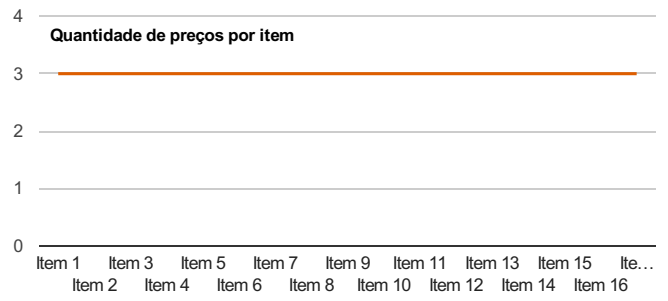 4
Quantidade de preços por item
3
2
1
0
Item 1 Item 3 Item 5 Item 7 Item 9 Item 11 Item 13 Item 15 Ite…
Item 2 Item 4 Item 6 Item 8 Item 10 Item 12 Item 14 Item 16